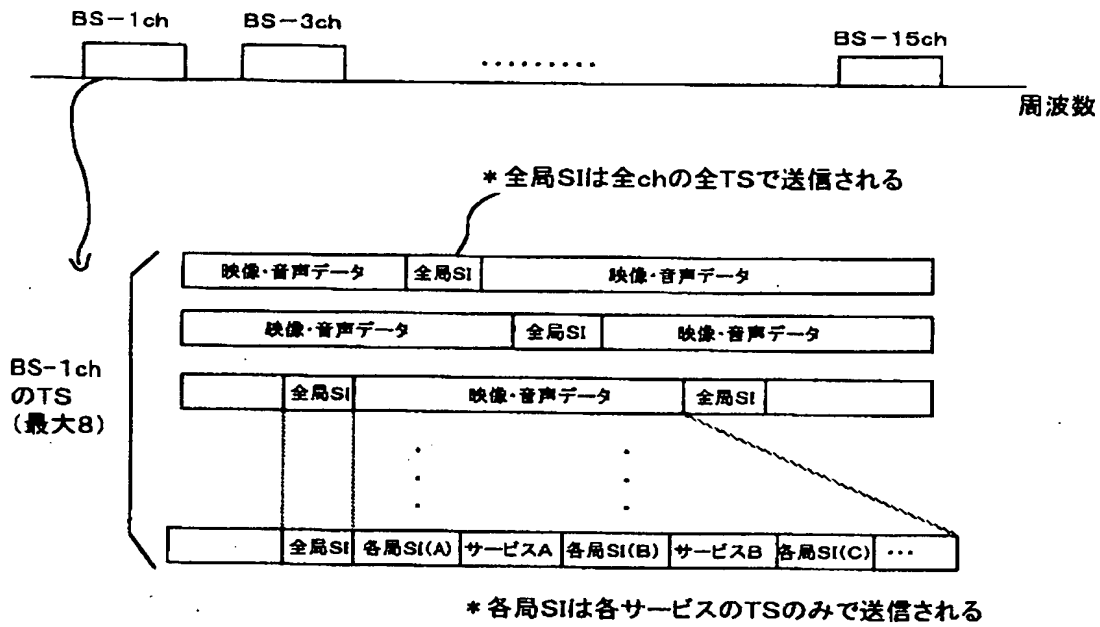 BS-1ch
BS-3ch
BS-15ch
・・・・・・・・・
周波数
*全局SIは全chの全TSで送信される
映像・音声データ 全局SI 映像・音声データ
映像・音声データ 全局SI 映像・音声データ
全局SI 映像・音声データ 全局SI
BS-1ch
のTS
(最大8)
全局SI 各局SI(A) サービスA 各局SI(B) サービスB 各局SI(C) ・・・
*各局SIは各サービスのTSのみで送信される